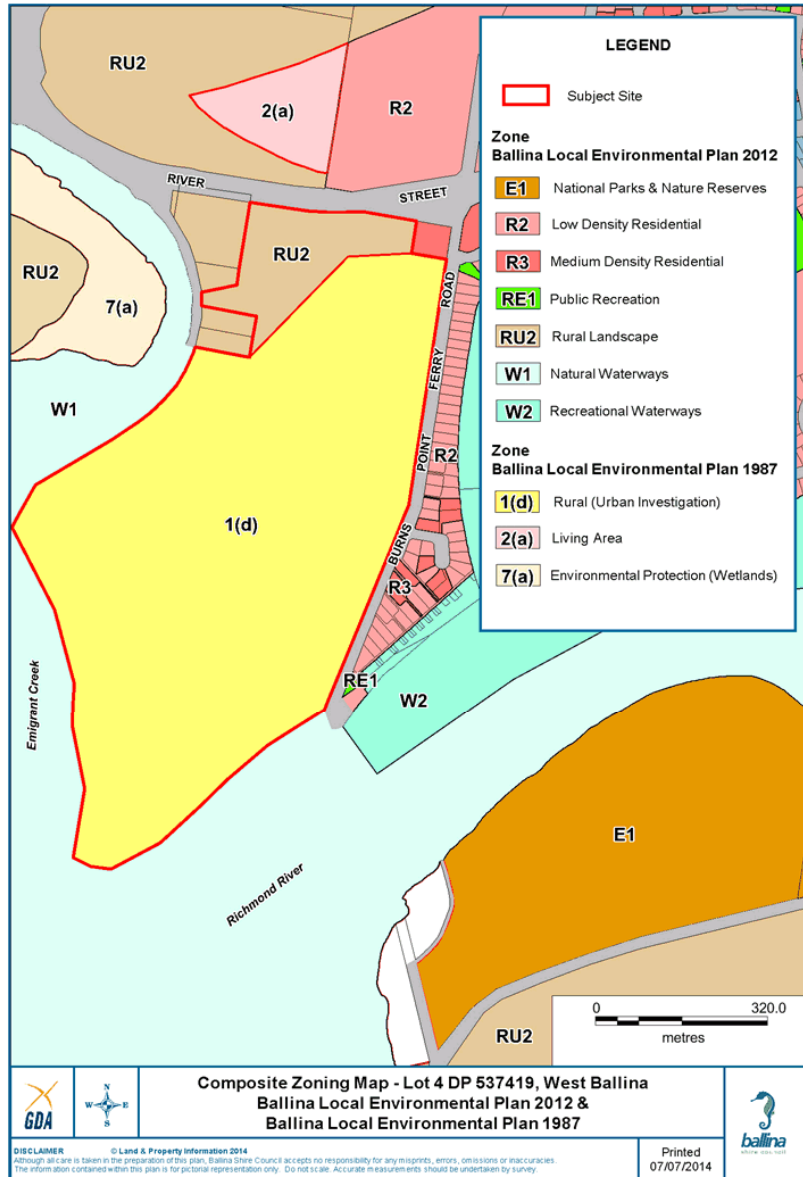 LEGEND
Subject Site
Zone
Ballina Local Environmental Plan 2012
E1 National Parks & Nature Reserves
R2 Low Density Residential
R3 Medium Density Residential
RE1 Public Recreation
RU2 Rural Landscape
W1 Natural Waterways
W2 Recreational Waterways
Zone
Ballina Local Environmental Plan 1987
1(d) Rural (Urban Investigation)
2(a) Living Area
7(a) Environmental Protection (Wetlands)
RU2
2(a)
R2
RIVER
STREET
RU2
RU2
7(a)
ROAD
FERRY
POINT
BURNS
W1
R2
1(d)
R3
RE1
W2
Emigrant Creek
E1
Richmond River
0 320.0
metres
RU2
GDA
N
W E
S
Composite Zoning Map - Lot 4 DP 537419, West Ballina
Ballina Local Environmental Plan 2012 &
Ballina Local Environmental Plan 1987
ballina
shire council
DISCLAIMER © Land & Property Information 2014
Although all care is taken in the preparation of this plan, Ballina Shire Council accepts no responsibility for any misprints, errors, omissions or inaccuracies.
The information contained within this plan is for pictorial representation only. Do not scale. Accurate measurements should be undertaken by survey.
Printed
07/07/2014